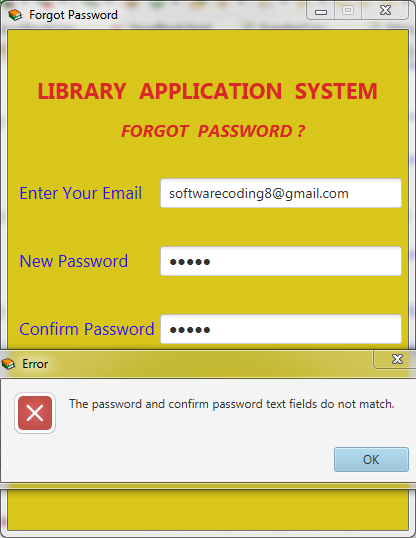 Forgot Password
LIBRARY APPLICATION SYSTEM
FORGOT PASSWORD ?
Enter Your Email
softwarecoding8@gmail.com
New Password
●●●●●
Confirm Password
●●●●●
Error
The password and confirm password text fields do not match.
OK